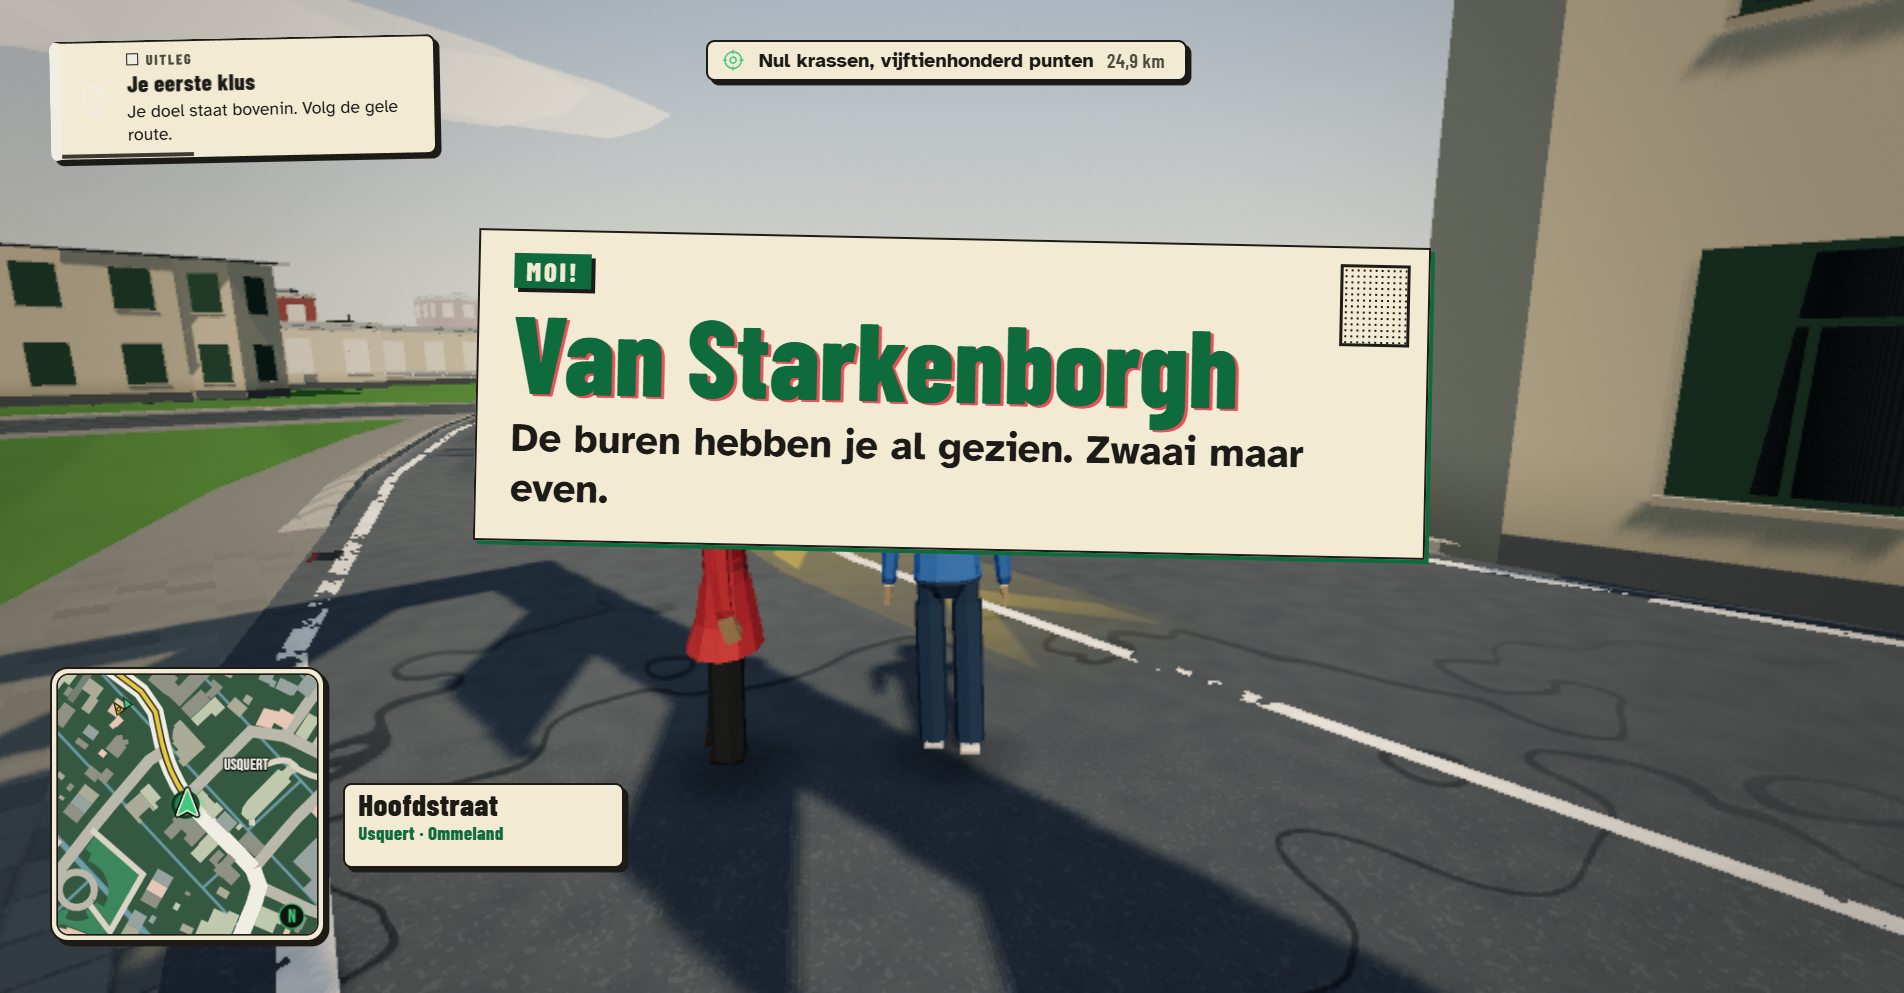 UITLEG
Je eerste klus
Je doel staat bovenin. Volg de gele
route.
Nul krassen, vijftienhonderd punten 24,9 km
MOI!
Van Starkenborgh
De buren hebben je al gezien. Zwaai maar
even.
USQUERT
N
Hoofdstraat
Usquert · Ommeland